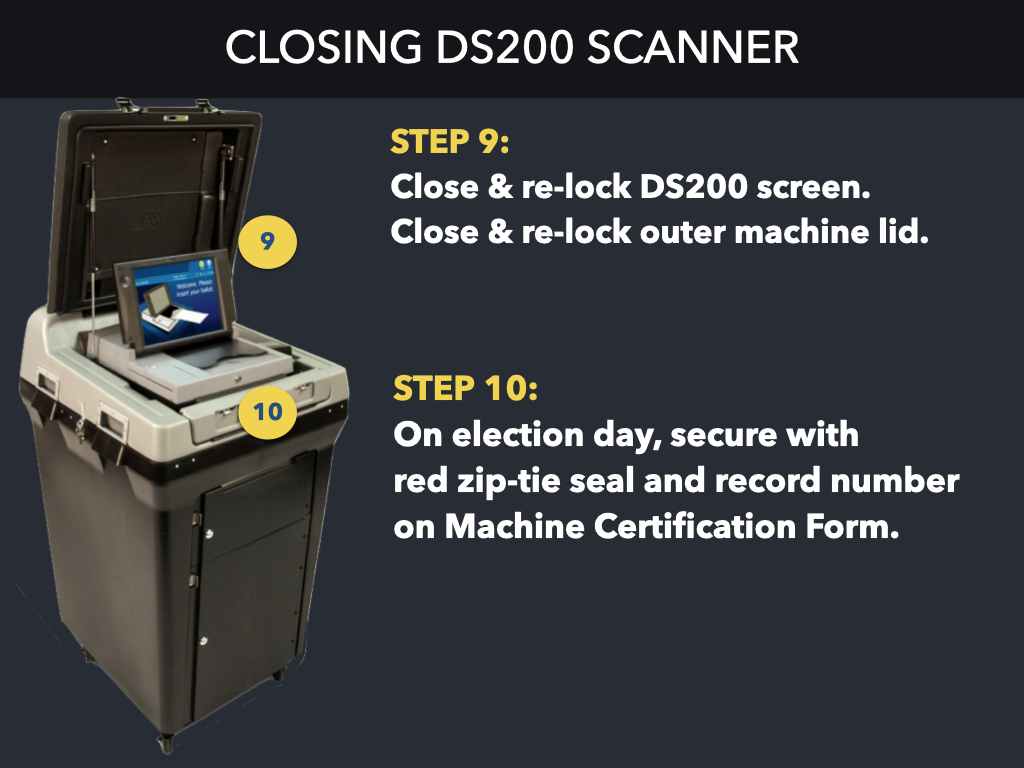 CLOSING DS200 SCANNER
STEP 9:
Close & re-lock DS200 screen.
Close & re-lock outer machine lid.
9
Welcome. Please
insert your ballot.
STEP 10:
On election day, secure with
red zip-tie seal and record number
on Machine Certification Form.
10